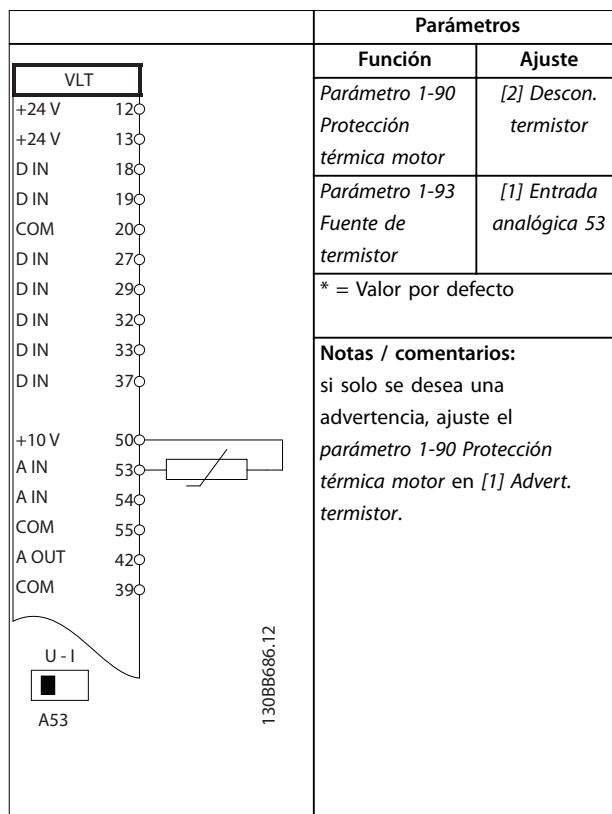 Parámetros
Función Ajuste
Parámetro 1-90
Protección
térmica motor
[2] Descon.
termistor
Parámetro 1-93
Fuente de
termistor
[1] Entrada
analógica 53
* = Valor por defecto
Notas / comentarios:
si solo se desea una
advertencia, ajuste el
parámetro 1-90 Protección
térmica motor en [1] Advert.
termistor.
VLT
+24 V 12
+24 V 13
D IN 18
D IN 19
COM 20
D IN 27
D IN 29
D IN 32
D IN 33
D IN 37
+10 V 50
A IN 53
A IN 54
COM 55
A OUT 42
COM 39
U - I
A53
130BB686.12